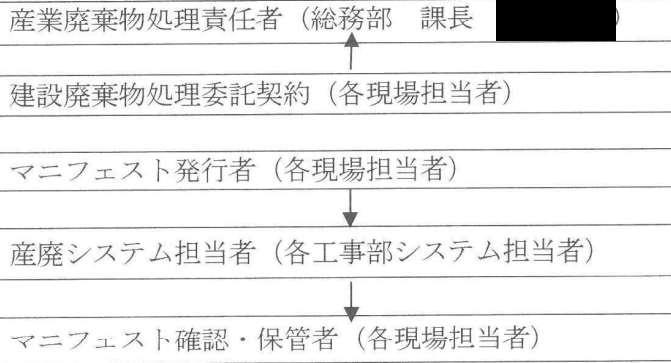 産業廃棄物処理責任者（総務部　課長　　　　）
建設廃棄物処理委託契約（各現場担当者）
マニフェスト発行者（各現場担当者）
産廃システム担当者（各工事部システム担当者）
マニフェスト確認・保管者（各現場担当者）